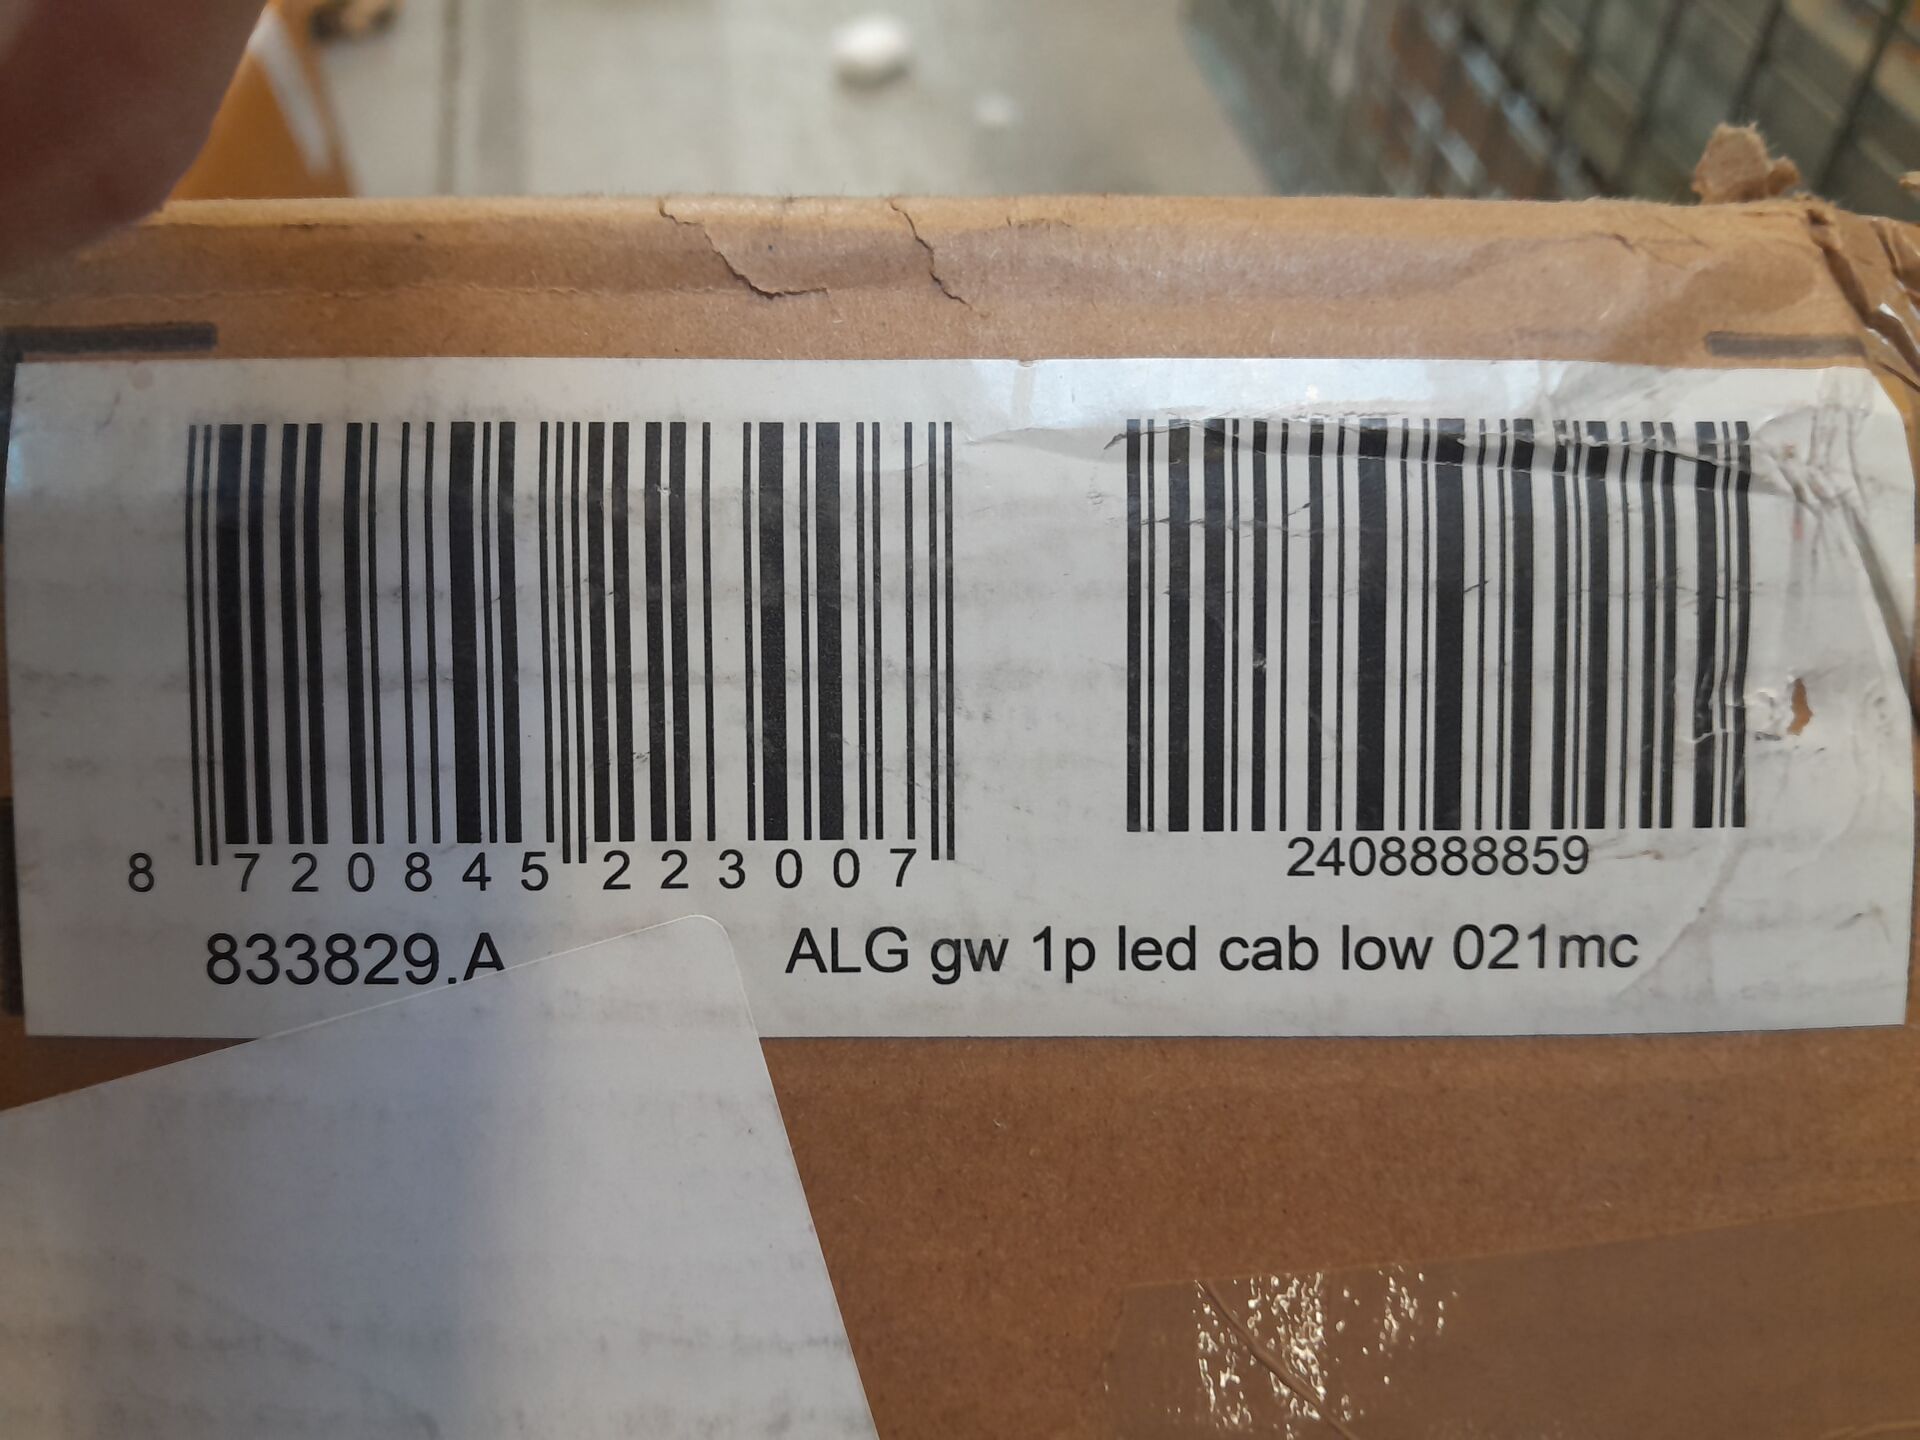 8 720845 223007
2408888859
833829.A
ALG gw 1p led cab low 021mc